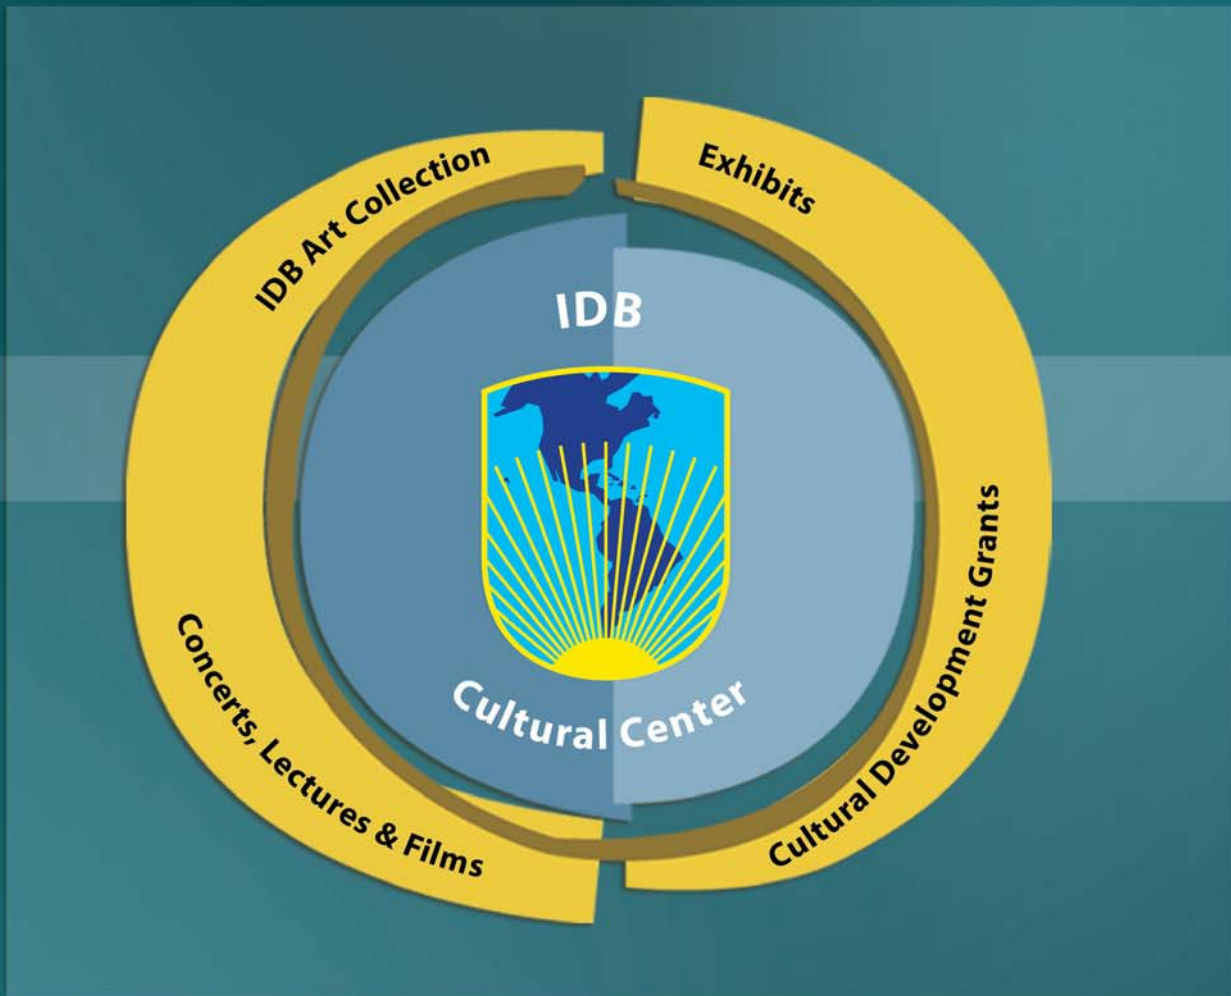 IDB Art Collection
Exhibits
IDB
Cultural Center
Concerts, Lectures & Films
Cultural Development Grants